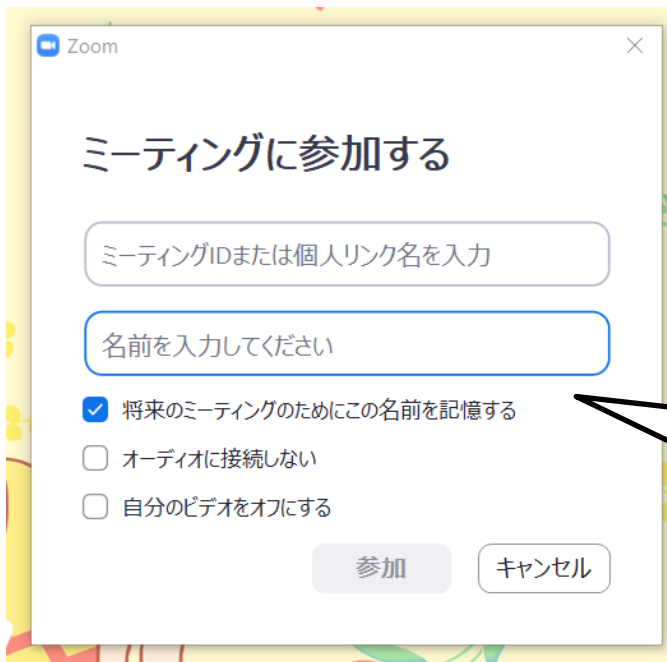 Zoom
ミーティングに参加する
ミーティングIDまたは個人リンク名を入力
名前を入力してください
将来のミーティングのためにこの名前を記憶する
オーディオに接続しない
自分のビデオをオフにする
参加 キャンセル